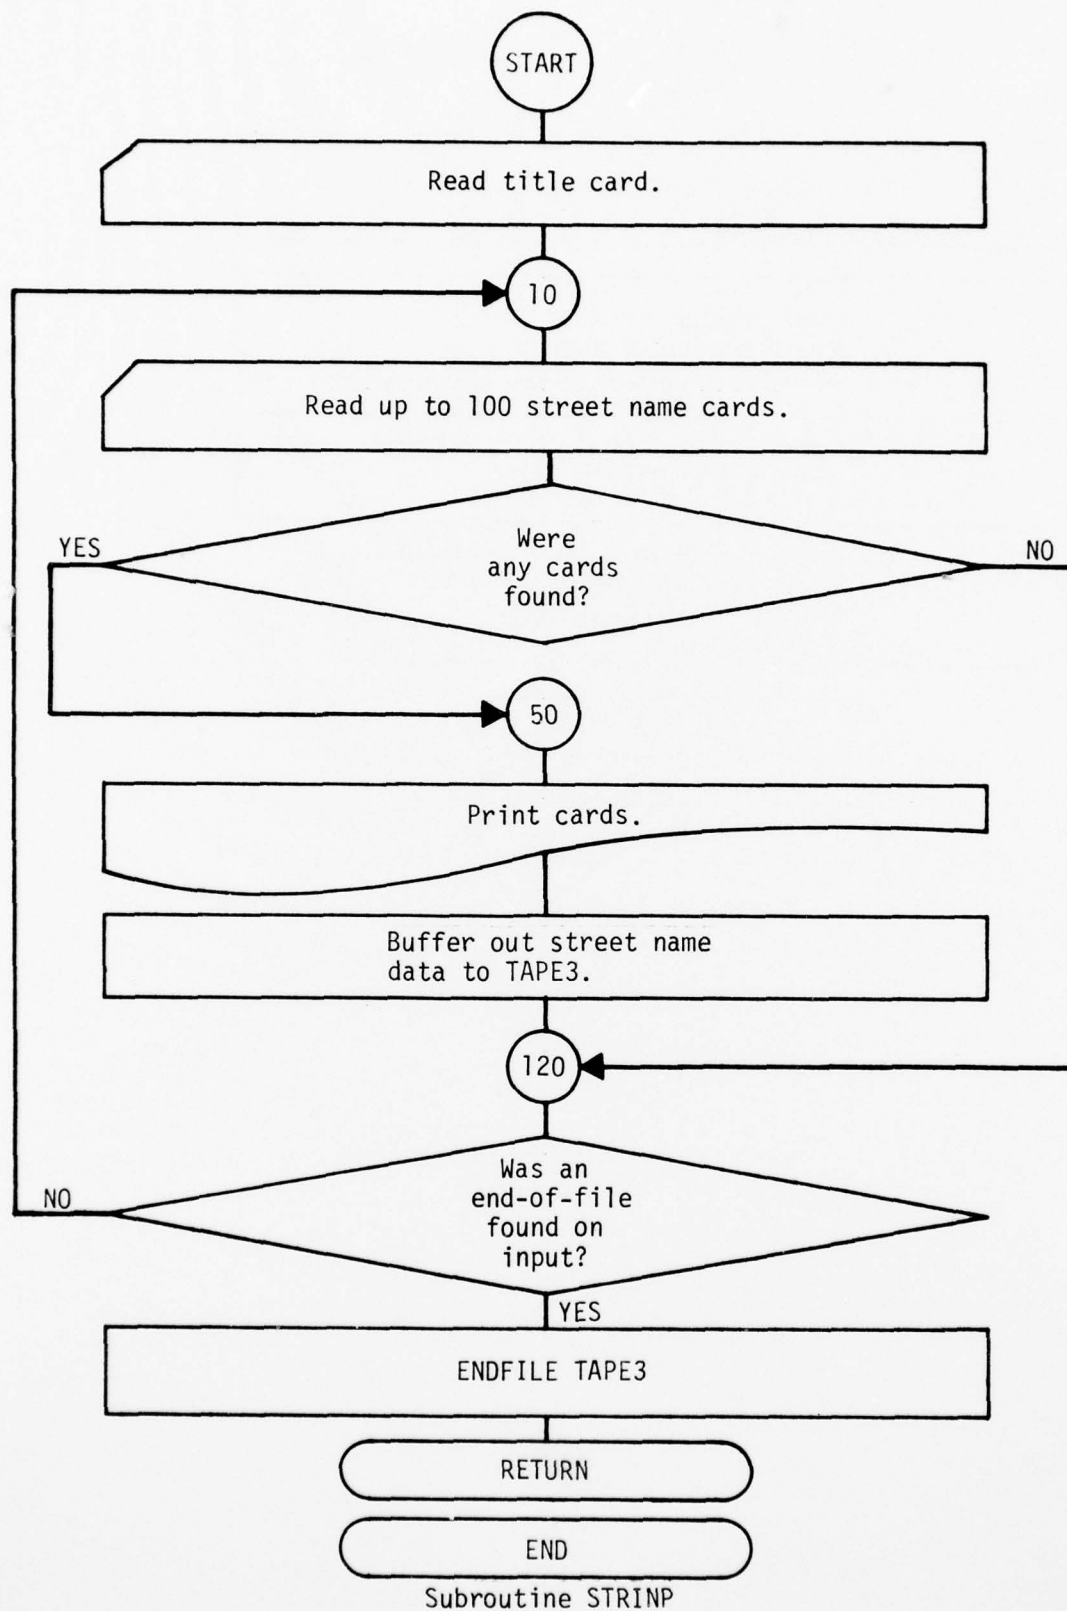 START
Read title card.
10
Read up to 100 street name cards.
Were
any cards
found?
YES
NO
50
Print cards.
Buffer out street name
data to TAPE3.
120
Was an
end-of-file
found on
input?
NO
YES
ENDFILE TAPE3
RETURN
END
Subroutine STRINP